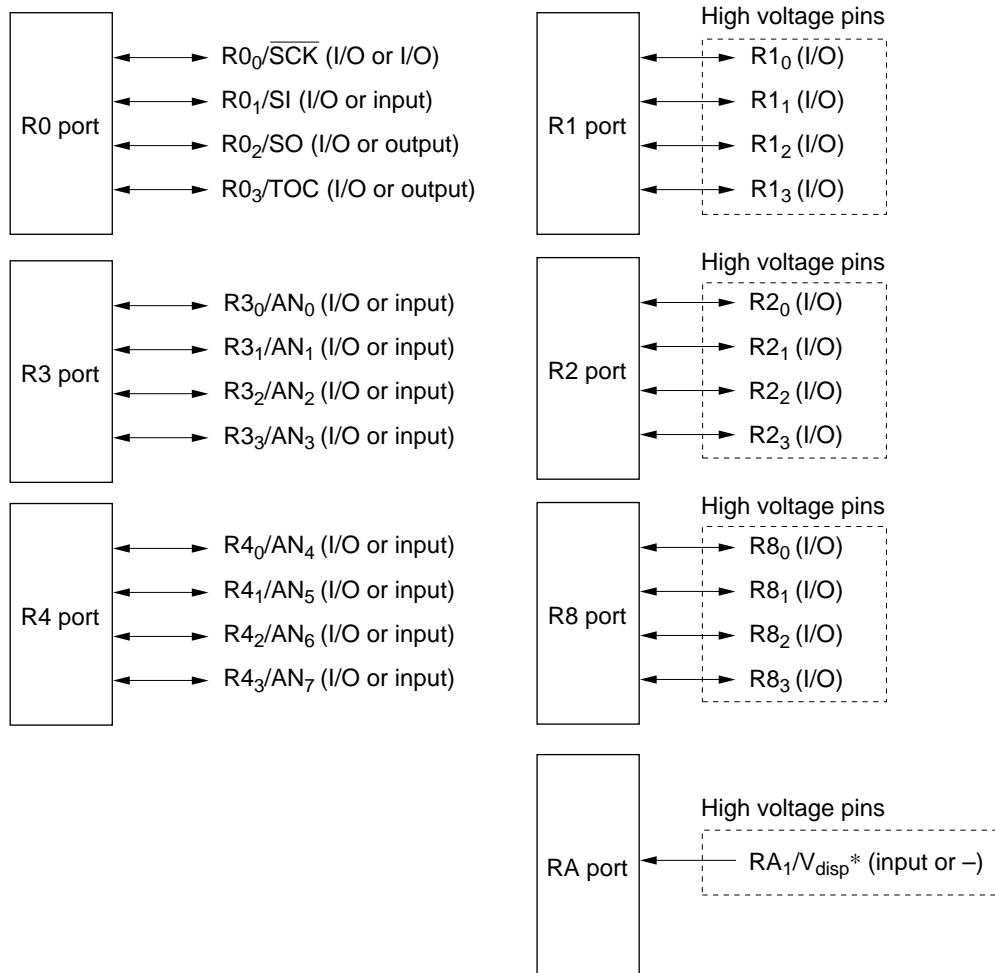 R0 port
R0₀/S̅C̅K̅ (I/O or I/O)
R0₁/SI (I/O or input)
R0₂/SO (I/O or output)
R0₃/TOC (I/O or output)
High voltage pins
R1 port
R1₀ (I/O)
R1₁ (I/O)
R1₂ (I/O)
R1₃ (I/O)
R3 port
R3₀/AN₀ (I/O or input)
R3₁/AN₁ (I/O or input)
R3₂/AN₂ (I/O or input)
R3₃/AN₃ (I/O or input)
High voltage pins
R2 port
R2₀ (I/O)
R2₁ (I/O)
R2₂ (I/O)
R2₃ (I/O)
R4 port
R4₀/AN₄ (I/O or input)
R4₁/AN₅ (I/O or input)
R4₂/AN₆ (I/O or input)
R4₃/AN₇ (I/O or input)
High voltage pins
R8 port
R8₀ (I/O)
R8₁ (I/O)
R8₂ (I/O)
R8₃ (I/O)
High voltage pins
RA port
RA₁/V_disp* (input or –)